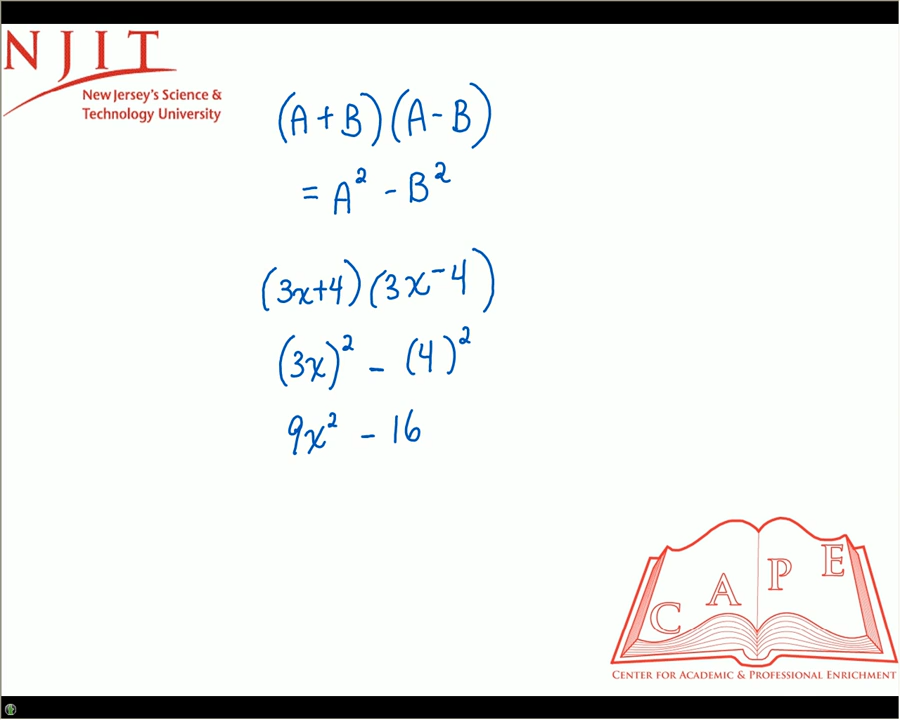 NJIT
New Jersey's Science &
Technology University
(A + B)(A - B)
= A² - B²
(3x+4)(3x-4)
(3x)² - (4)²
9x² - 16
C A P E
CENTER FOR ACADEMIC & PROFESSIONAL ENRICHMENT